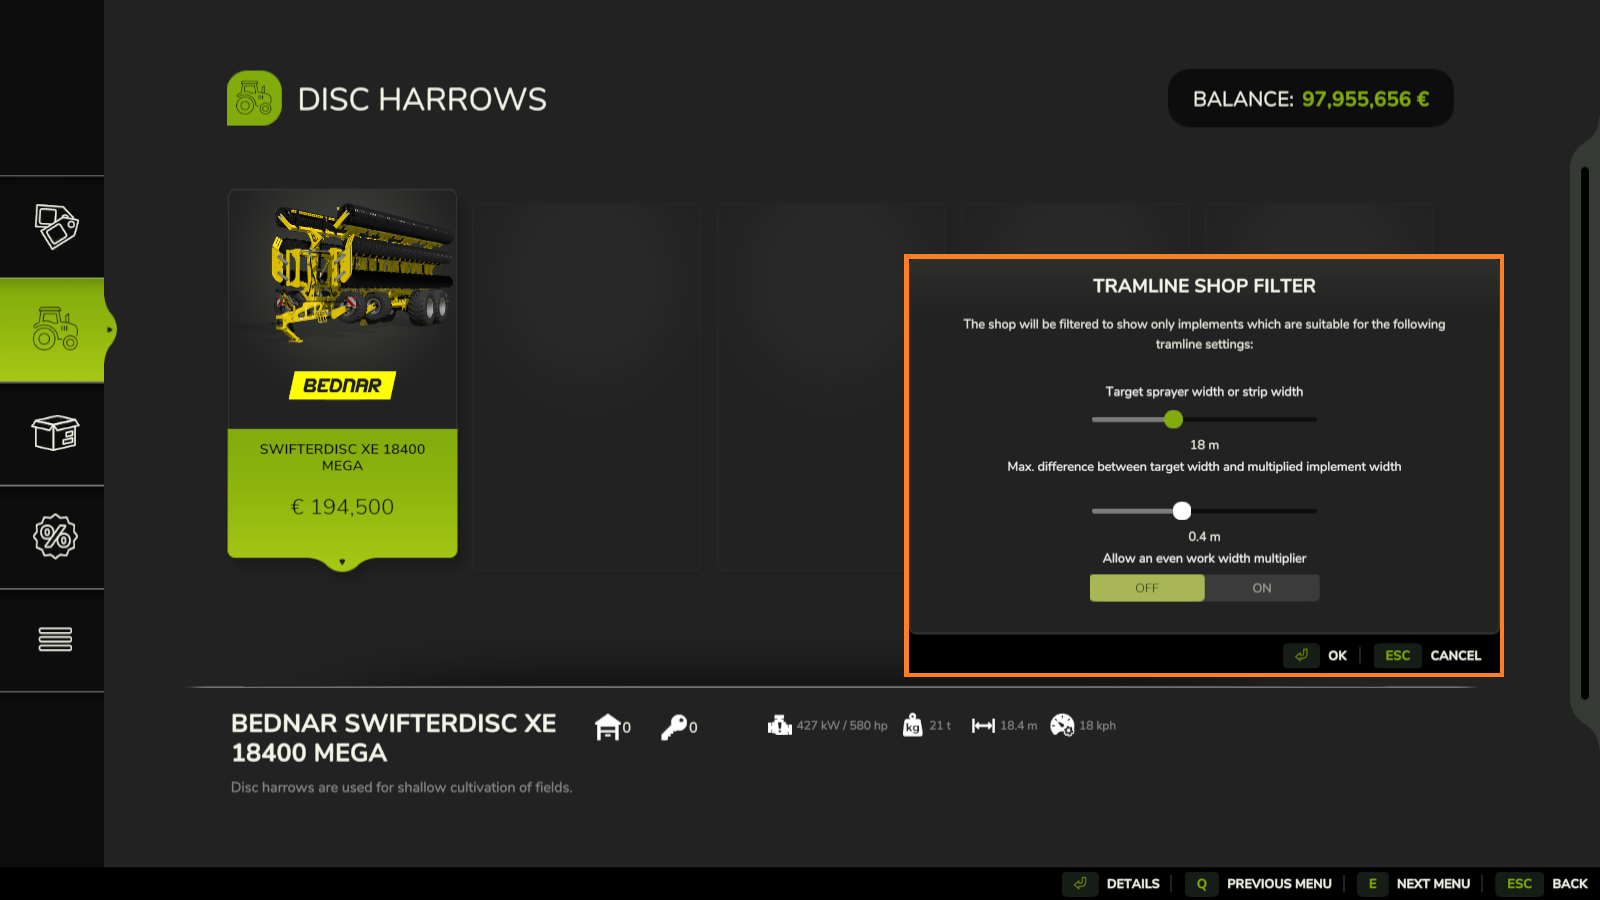 DISC HARROWS
BALANCE: 97,955,656 €
BEDNAR
SWIFTERDISC XE 18400
MEGA
€ 194,500
TRAMLINE SHOP FILTER
The shop will be filtered to show only implements which are suitable for the following
tramline settings:
Target sprayer width or strip width
18 m
Max. difference between target width and multiplied implement width
0.4 m
Allow an even work width multiplier
OFF ON
OK ESC CANCEL
BEDNAR SWIFTERDISC XE
18400 MEGA
0 0 427 kW / 580 hp kg 21 t 18.4 m 18 kph
Disc harrows are used for shallow cultivation of fields.
DETAILS Q PREVIOUS MENU E NEXT MENU ESC BACK